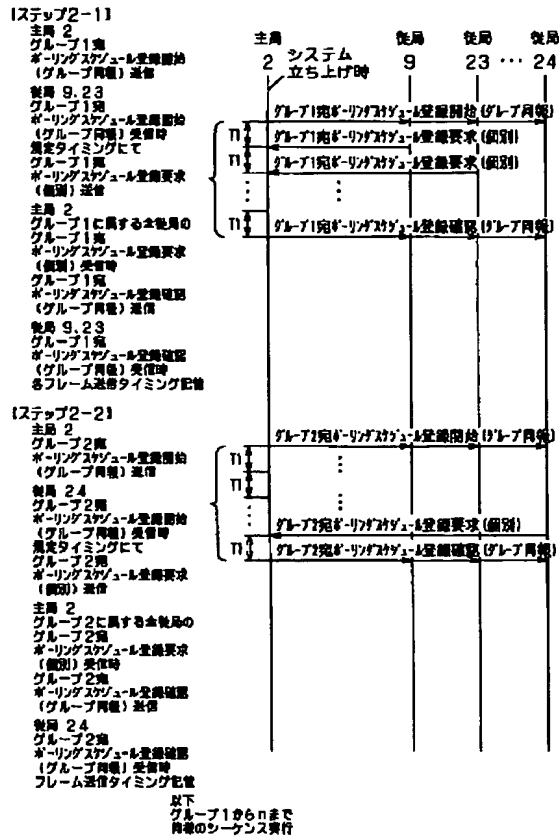 [ステップ2-1]
主局 2
グループ1宛
ポーリングスケジュール登録開始
(グループ同報) 送信
従局 9.23
グループ1宛
ポーリングスケジュール登録開始
(グループ同報) 受信時
規定タイミングにて
グループ1宛
ポーリングスケジュール登録要求
(個別) 送信
主局 2
グループ1に属する全従局の
グループ1宛
ポーリングスケジュール登録要求
(個別) 受信時
グループ1宛
ポーリングスケジュール登録確認
(グループ同報) 送信
従局 9.23
グループ1宛
ポーリングスケジュール登録確認
(グループ同報) 受信時
各フレーム送信タイミング記憶
主局 従局 従局 従局
2 システム 9 23 … 24
立ち上げ時
グループ1宛ポーリングスケジュール登録開始(グループ同報)
T1
グループ1宛ポーリングスケジュール登録要求(個別)
T1
グループ1宛ポーリングスケジュール登録要求(個別)
T1
グループ1宛ポーリングスケジュール登録確認(グループ同報)
[ステップ2-2]
主局 2
グループ2宛
ポーリングスケジュール登録開始
(グループ同報) 送信
従局 24
グループ2宛
ポーリングスケジュール登録開始
(グループ同報) 受信時
規定タイミングにて
グループ2宛
ポーリングスケジュール登録要求
(個別) 送信
主局 2
グループ2に属する全従局の
グループ2宛
ポーリングスケジュール登録要求
(個別) 受信時
グループ2宛
ポーリングスケジュール登録確認
(グループ同報) 送信
従局 24
グループ2宛
ポーリングスケジュール登録確認
(グループ同報) 受信時
フレーム送信タイミング記憶
グループ2宛ポーリングスケジュール登録開始(グループ同報)
T1
T1
グループ2宛ポーリングスケジュール登録要求(個別)
T1
グループ2宛ポーリングスケジュール登録確認(グループ同報)
以下
グループ1からnまで
同様のシーケンス実行